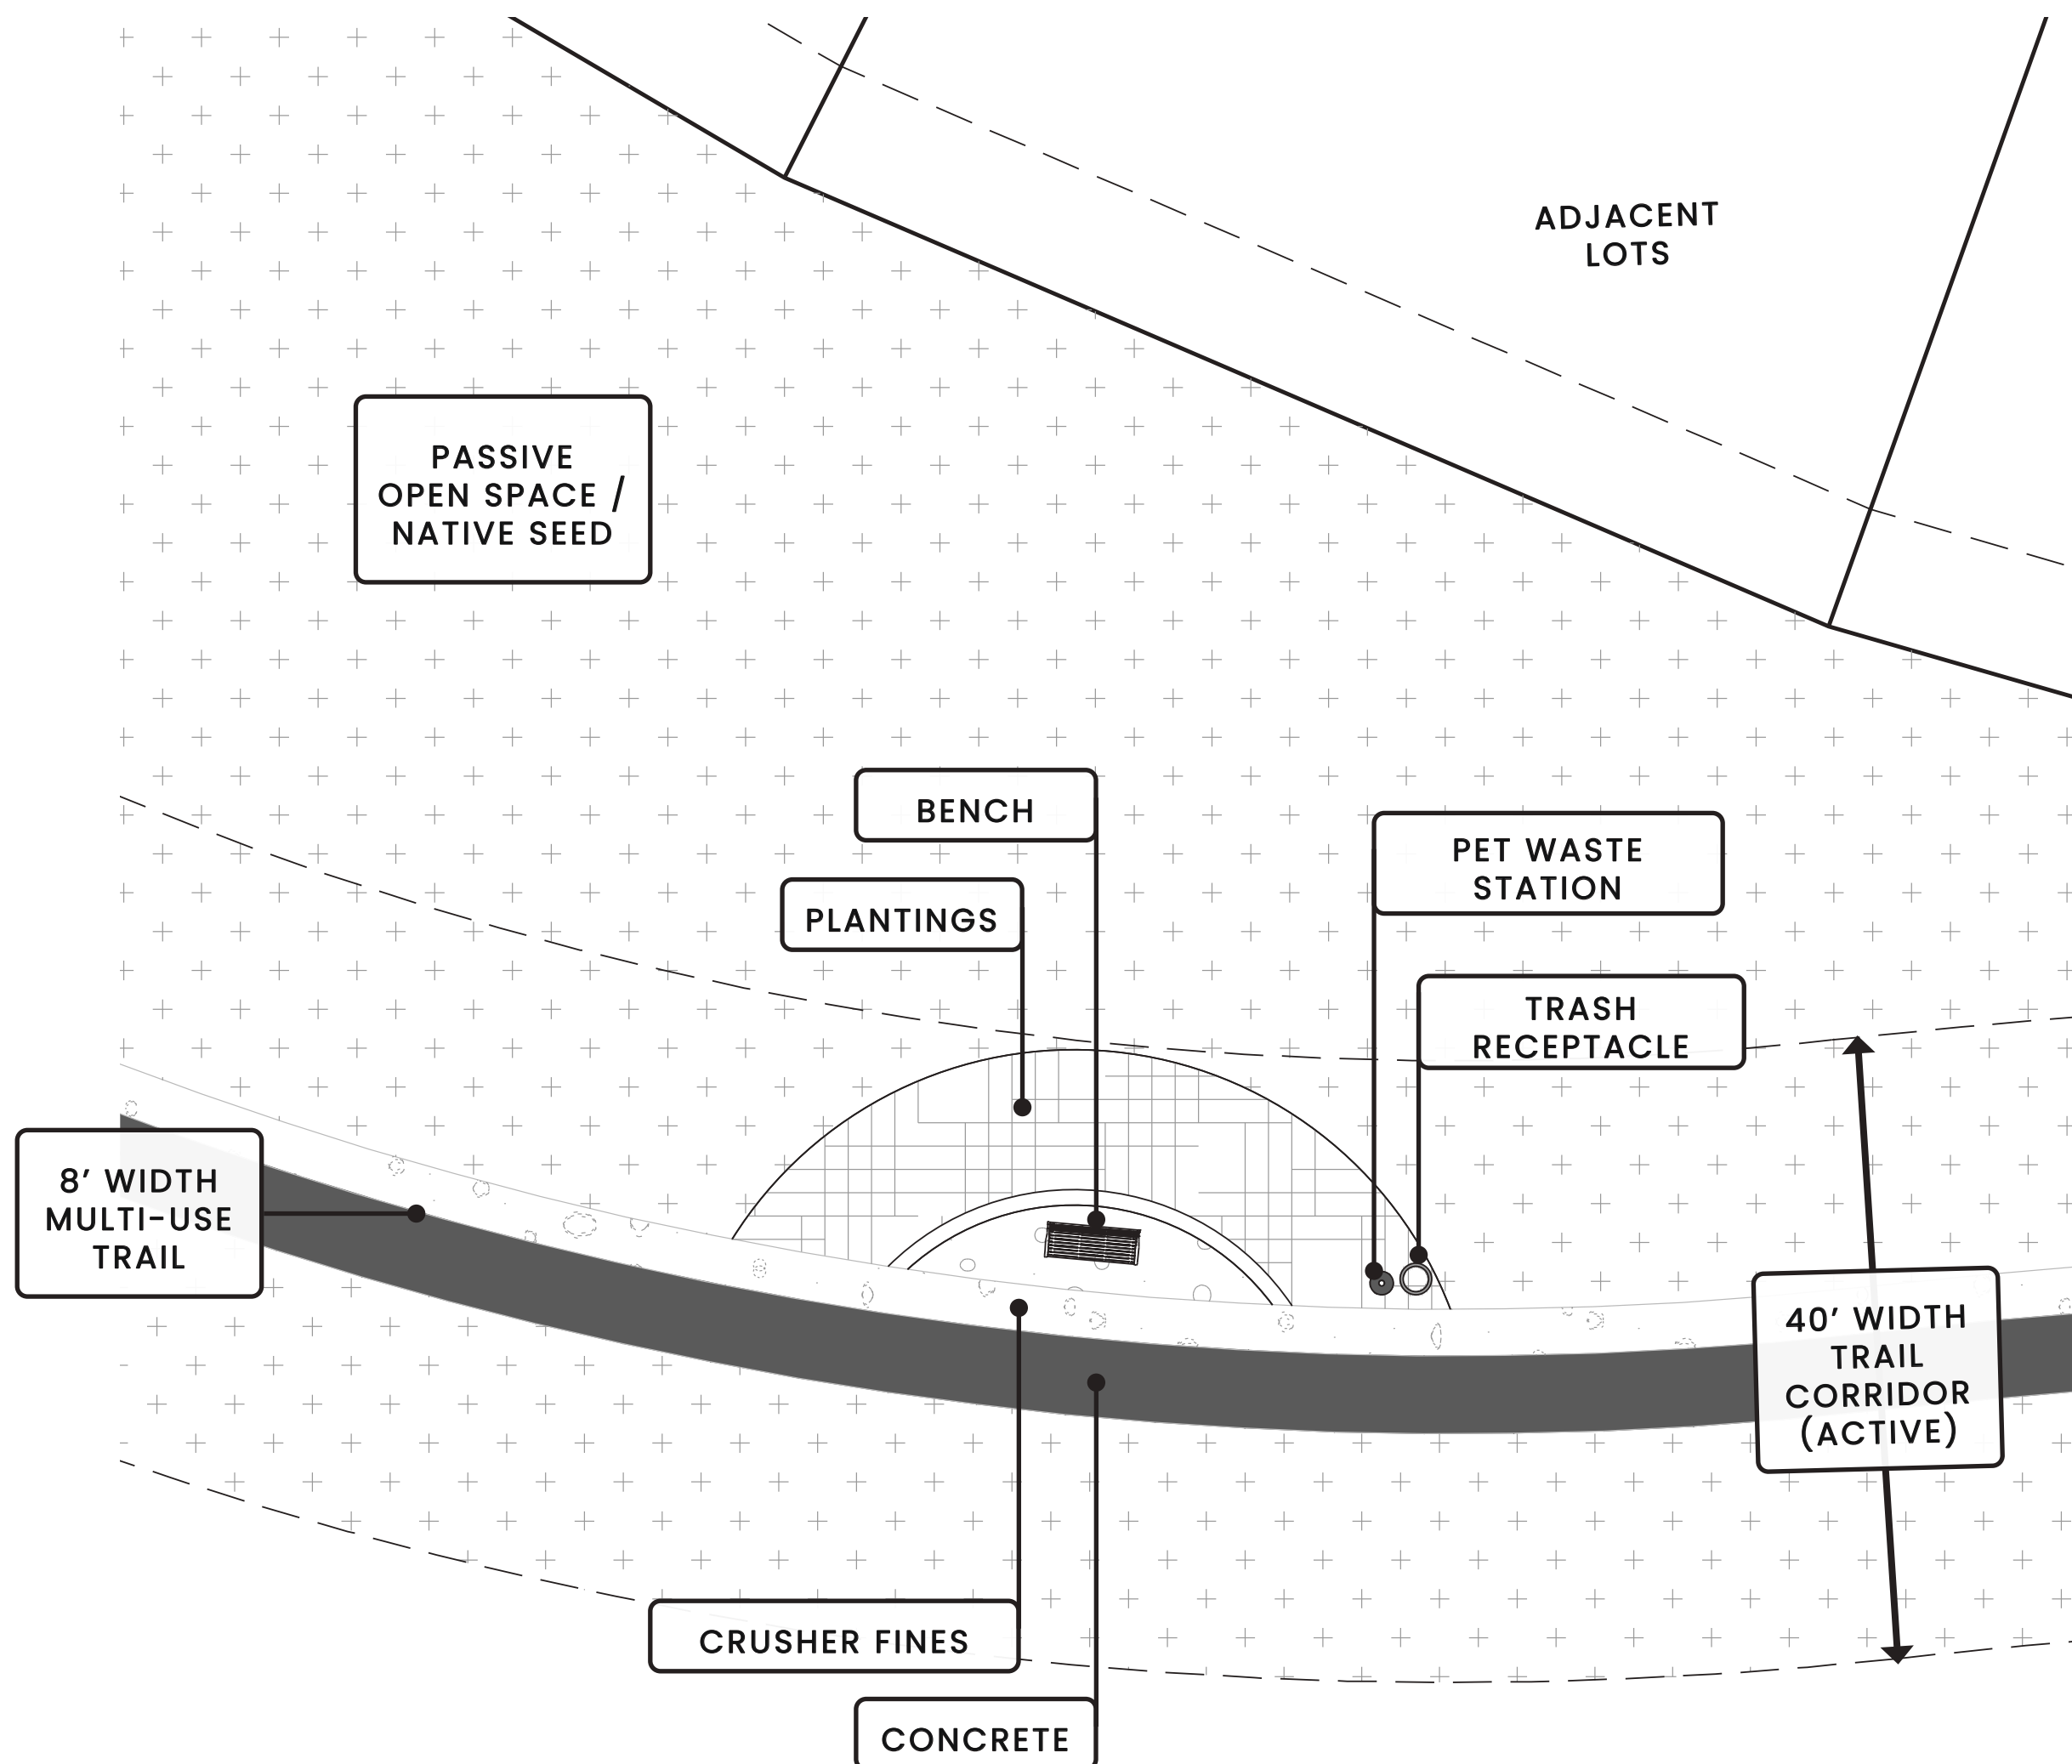 ADJACENT
LOTS
PASSIVE
OPEN SPACE /
NATIVE SEED
BENCH
PET WASTE
STATION
PLANTINGS
TRASH
RECEPTACLE
8’ WIDTH
MULTI-USE
TRAIL
40’ WIDTH
TRAIL
CORRIDOR
(ACTIVE)
CRUSHER FINES
CONCRETE